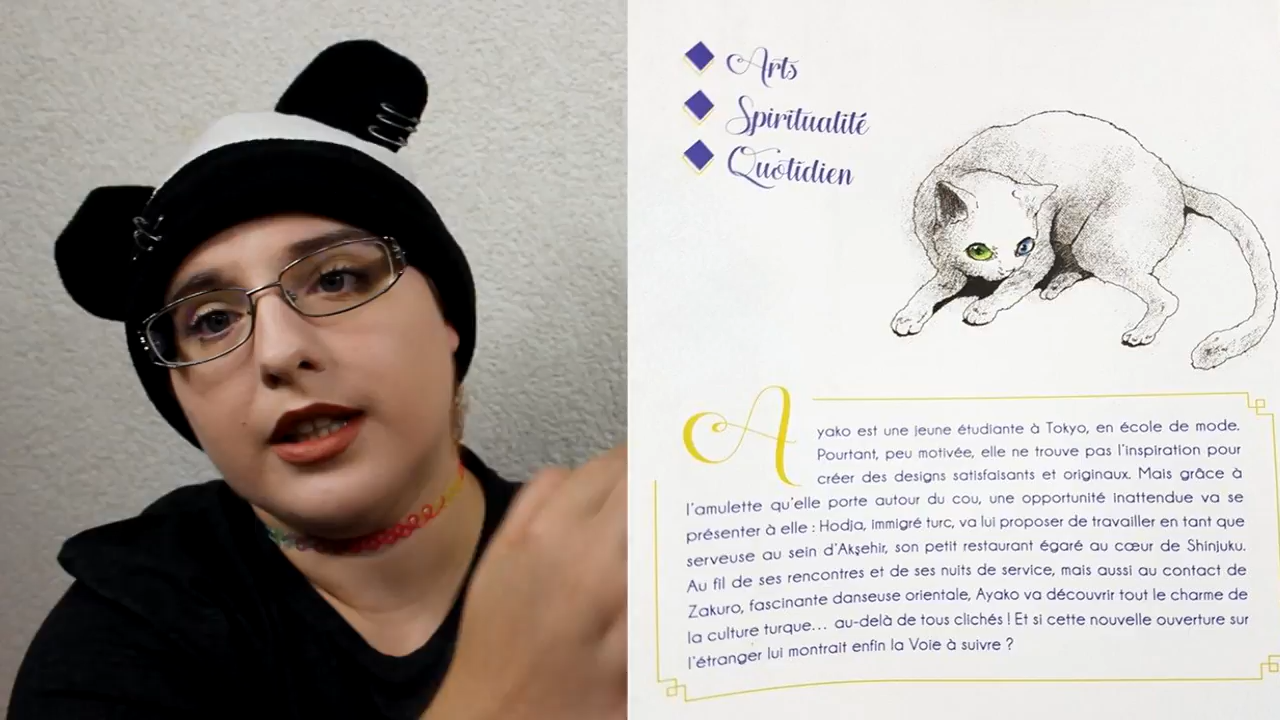 Arts
Spiritualité
Quotidien
Ayako est une jeune étudiante à Tokyo, en école de mode.
Pourtant, peu motivée, elle ne trouve pas l'inspiration pour
créer des designs satisfaisants et originaux. Mais grâce à
l'amulette qu'elle porte autour du cou, une opportunité inattendue va se
présenter à elle : Hodja, immigré turc, va lui proposer de travailler en tant que
serveuse au sein d'Akşehir, son petit restaurant égaré au cœur de Shinjuku.
Au fil de ses rencontres et de ses nuits de service, mais aussi au contact de
Zakuro, fascinante danseuse orientale, Ayako va découvrir tout le charme de
la culture turque... au-delà de tous clichés ! Et si cette nouvelle ouverture sur
l'étranger lui montrait enfin la Voie à suivre ?